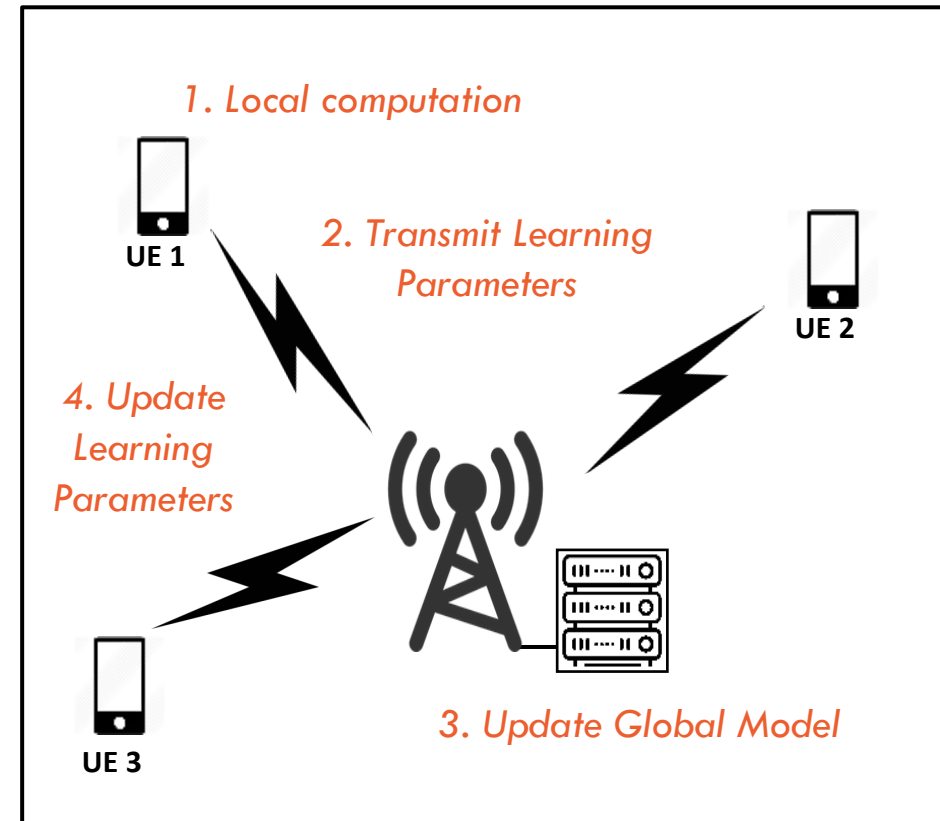 1. Local computation
UE 1
2. Transmit Learning
Parameters
UE 2
4. Update
Learning
Parameters
3. Update Global Model
UE 3